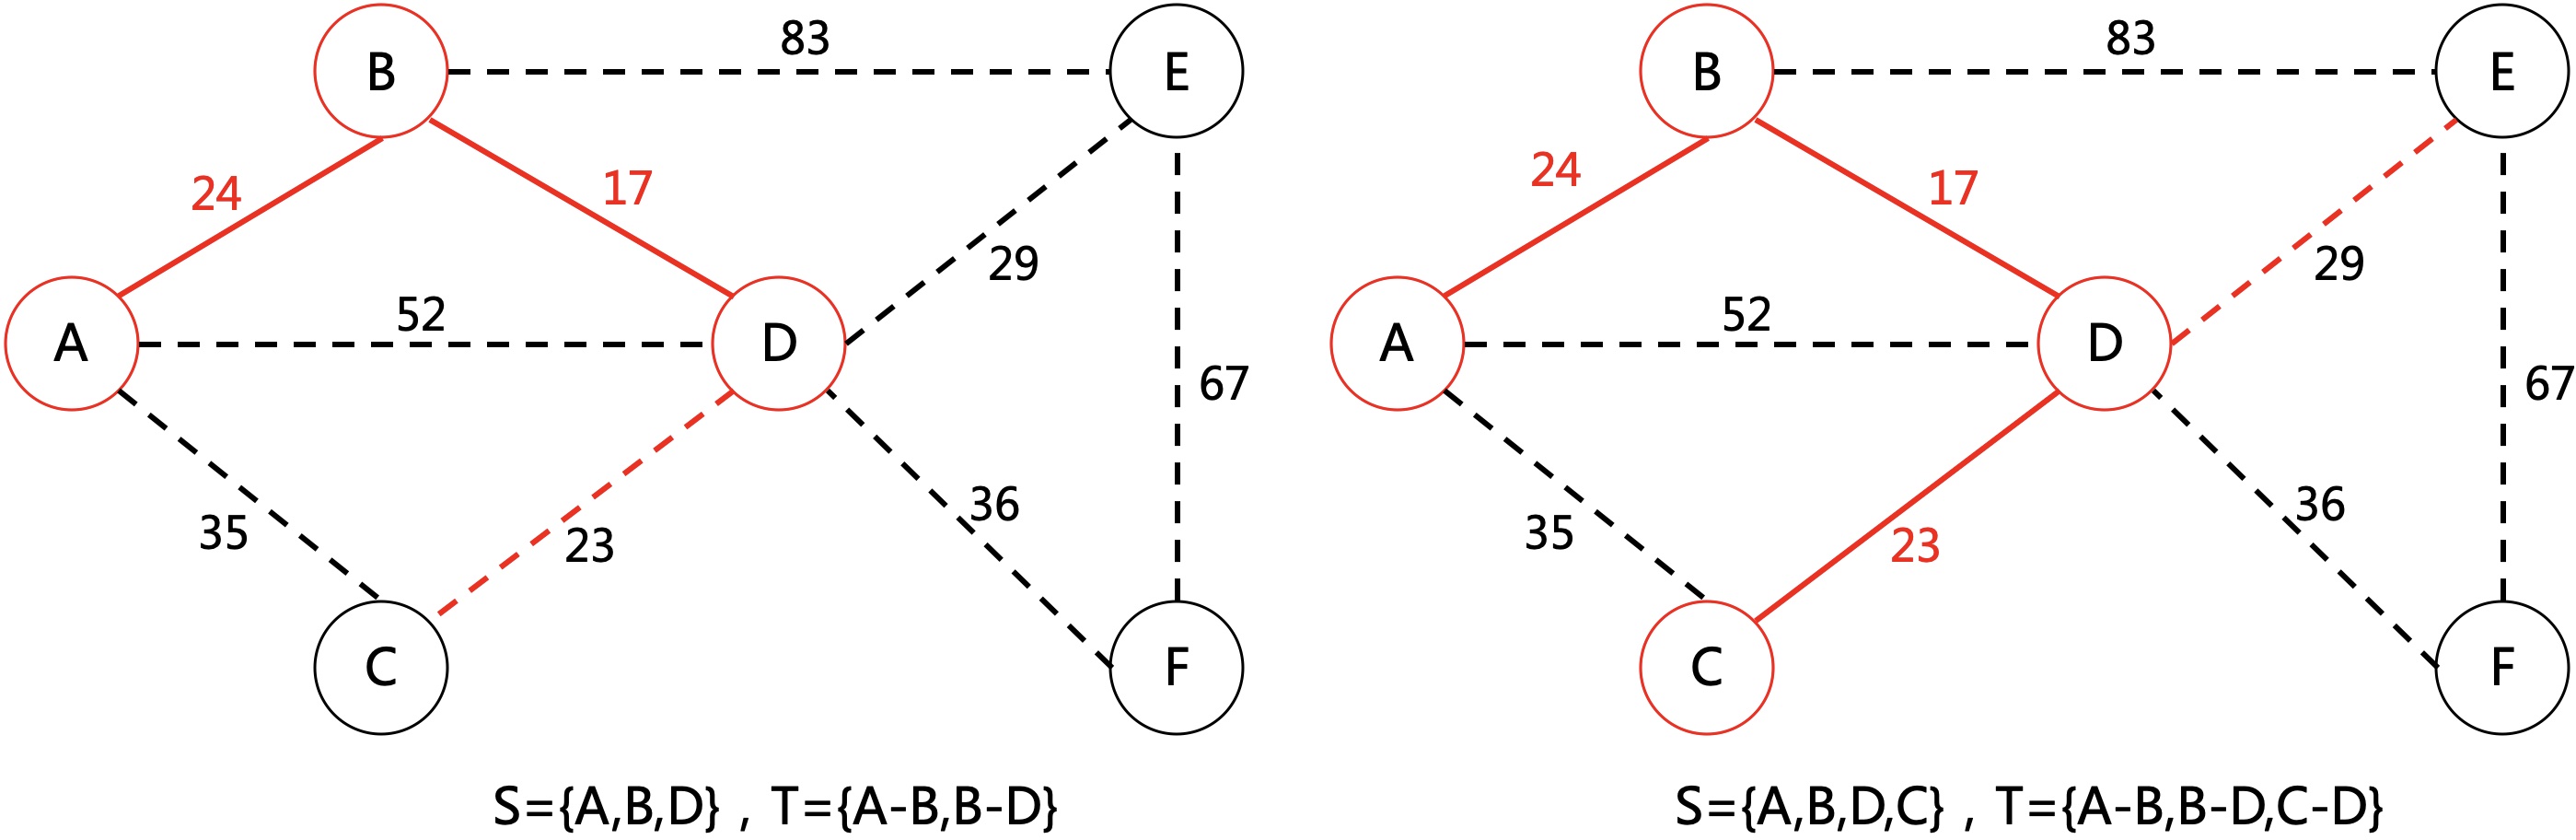 B
83
E
24
17
29
A
52
D
67
35
23
36
C
F
S={A,B,D} , T={A-B,B-D}
B
83
E
24
17
29
A
52
D
67
35
23
36
C
F
S={A,B,D,C} , T={A-B,B-D,C-D}